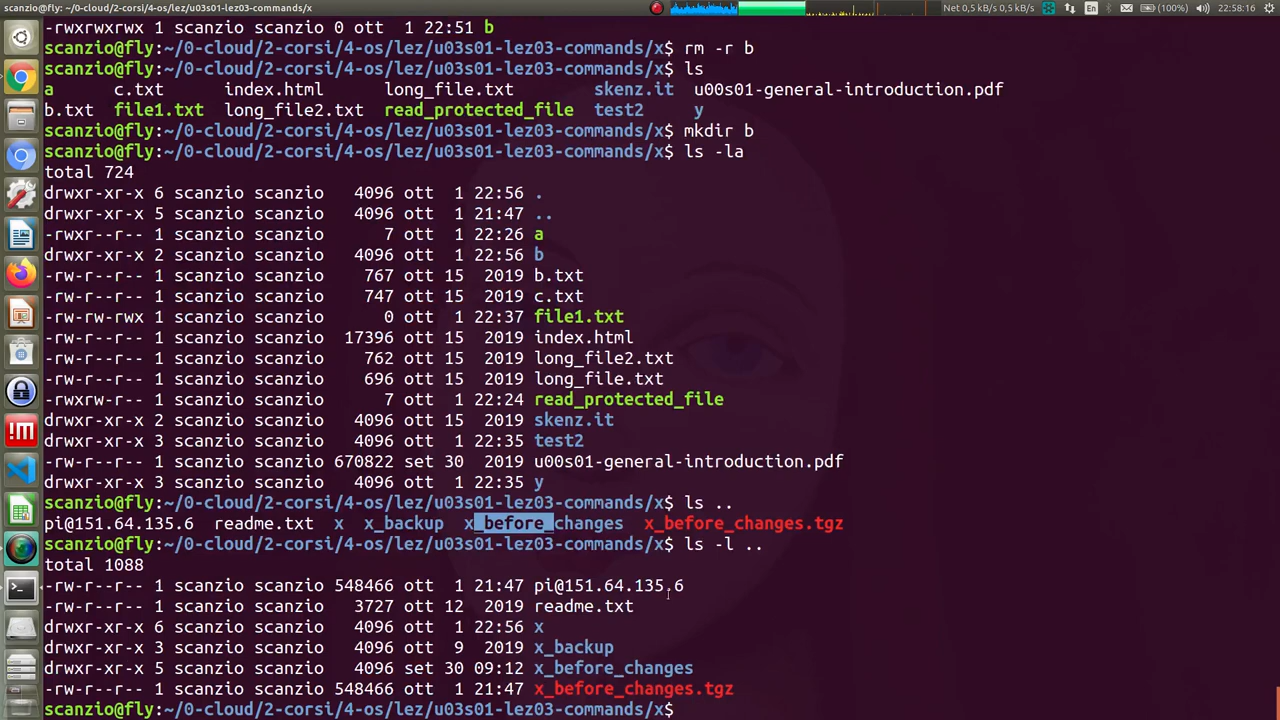 scanzio@fly: ~/0-cloud/2-corsi/4-os/lez/u03s01-lez03-commands/x
Net 0,5 kB/s 0,5 kB/s En (100%) 22:58:16
-rwxrwxrwx 1 scanzio scanzio 0 ott  1 22:51 b
scanzio@fly:~/0-cloud/2-corsi/4-os/lez/u03s01-lez03-commands/x$ rm -r b
scanzio@fly:~/0-cloud/2-corsi/4-os/lez/u03s01-lez03-commands/x$ ls
a      c.txt      index.html      long_file.txt        skenz.it  u00s01-general-introduction.pdf
b.txt  file1.txt  long_file2.txt  read_protected_file  test2     y
scanzio@fly:~/0-cloud/2-corsi/4-os/lez/u03s01-lez03-commands/x$ mkdir b
scanzio@fly:~/0-cloud/2-corsi/4-os/lez/u03s01-lez03-commands/x$ ls -la
total 724
drwxr-xr-x 6 scanzio scanzio   4096 ott  1 22:56 .
drwxr-xr-x 5 scanzio scanzio   4096 ott  1 21:47 ..
-rwxr--r-- 1 scanzio scanzio      7 ott  1 22:26 a
drwxr-xr-x 2 scanzio scanzio   4096 ott  1 22:56 b
-rw-r--r-- 1 scanzio scanzio    767 ott 15  2019 b.txt
-rw-r--r-- 1 scanzio scanzio    747 ott 15  2019 c.txt
-rw-rw-rwx 1 scanzio scanzio      0 ott  1 22:37 file1.txt
-rw-r--r-- 1 scanzio scanzio  17396 ott 15  2019 index.html
-rw-r--r-- 1 scanzio scanzio    762 ott 15  2019 long_file2.txt
-rw-r--r-- 1 scanzio scanzio    696 ott 15  2019 long_file.txt
-rwxrw-r-- 1 scanzio scanzio      7 ott  1 22:24 read_protected_file
drwxr-xr-x 2 scanzio scanzio   4096 ott 15  2019 skenz.it
drwxr-xr-x 3 scanzio scanzio   4096 ott  1 22:35 test2
-rw-r--r-- 1 scanzio scanzio 670822 set 30  2019 u00s01-general-introduction.pdf
drwxr-xr-x 3 scanzio scanzio   4096 ott  1 22:35 y
scanzio@fly:~/0-cloud/2-corsi/4-os/lez/u03s01-lez03-commands/x$ ls ..
pi@151.64.135.6  readme.txt  x  x_backup  x_before_changes  x_before_changes.tgz
scanzio@fly:~/0-cloud/2-corsi/4-os/lez/u03s01-lez03-commands/x$ ls -l ..
total 1088
-rw-r--r-- 1 scanzio scanzio 548466 ott  1 21:47 pi@151.64.135.6
-rw-r--r-- 1 scanzio scanzio   3727 ott 12  2019 readme.txt
drwxr-xr-x 6 scanzio scanzio   4096 ott  1 22:56 x
drwxr-xr-x 3 scanzio scanzio   4096 ott  9  2019 x_backup
drwxr-xr-x 5 scanzio scanzio   4096 set 30 09:12 x_before_changes
-rw-r--r-- 1 scanzio scanzio 548466 ott  1 21:47 x_before_changes.tgz
scanzio@fly:~/0-cloud/2-corsi/4-os/lez/u03s01-lez03-commands/x$